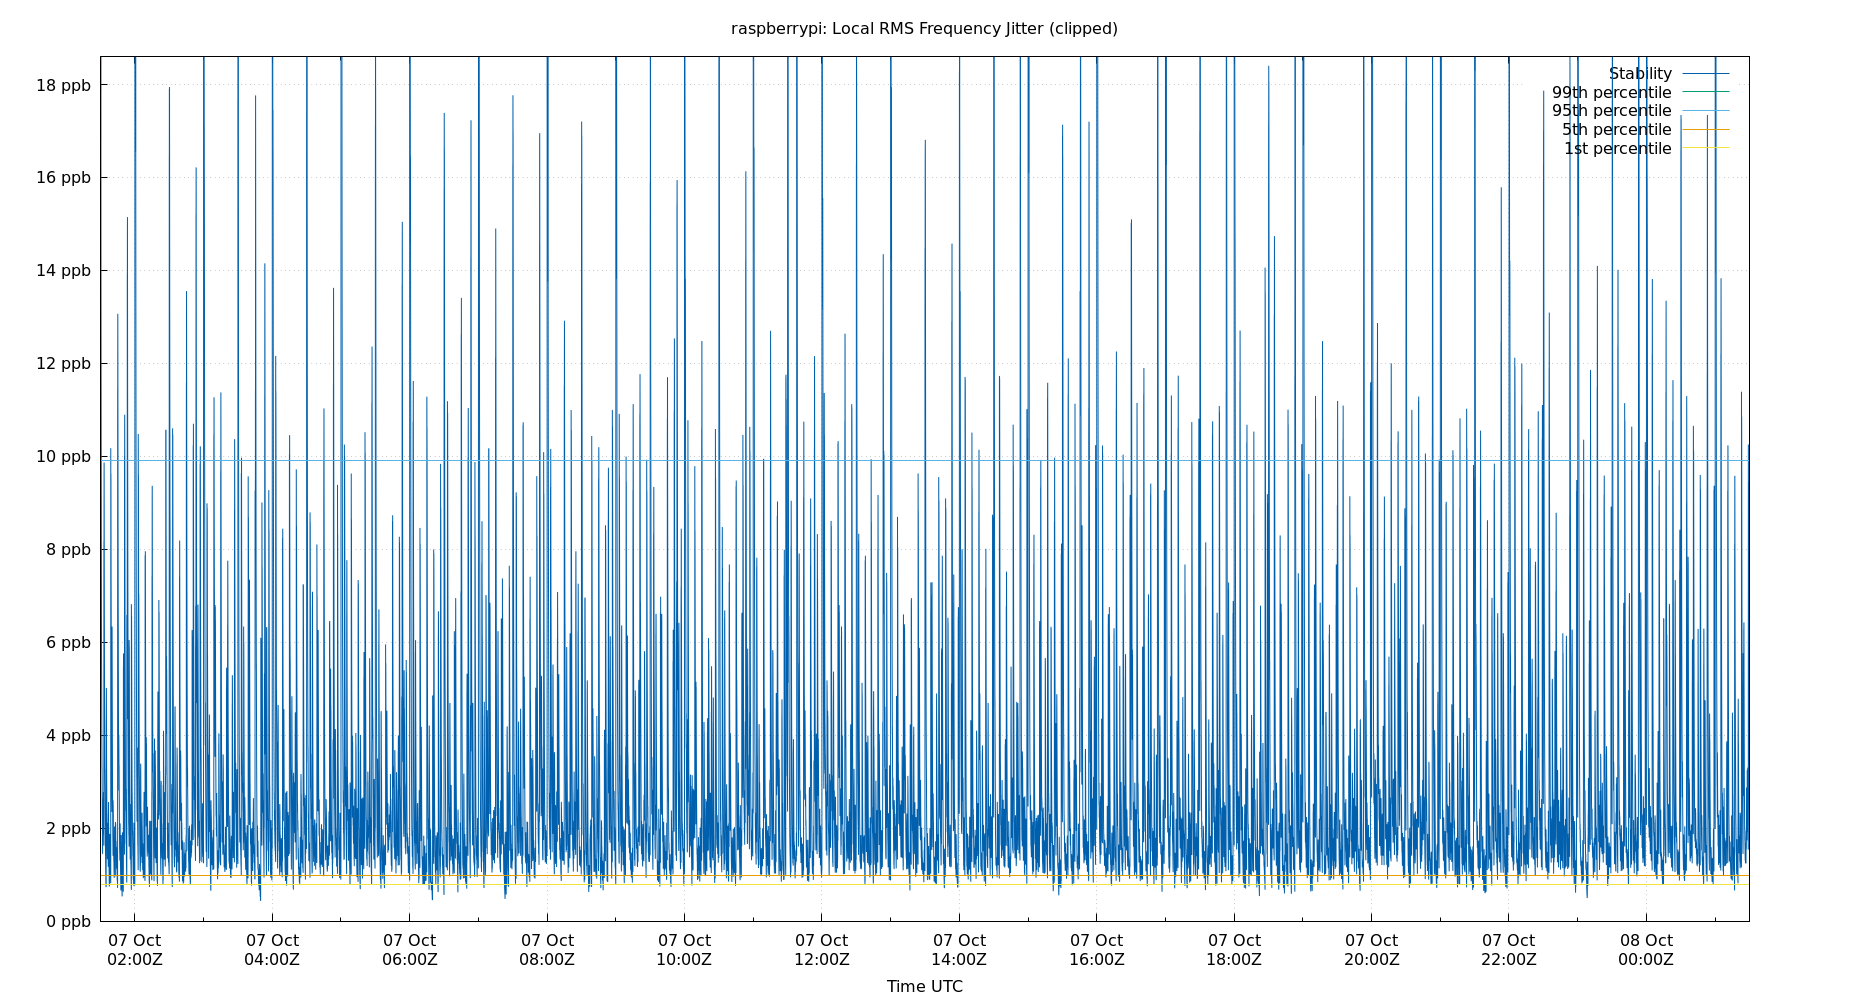 raspberrypi: Local RMS Frequency Jitter (clipped)
18 ppb
16 ppb
14 ppb
12 ppb
10 ppb
8 ppb
6 ppb
4 ppb
2 ppb
0 ppb
Stability
99th percentile
95th percentile
5th percentile
1st percentile
07 Oct 07 Oct 07 Oct 07 Oct 07 Oct 07 Oct 07 Oct 07 Oct 07 Oct 07 Oct 07 Oct 08 Oct
02:00Z 04:00Z 06:00Z 08:00Z 10:00Z 12:00Z 14:00Z 16:00Z 18:00Z 20:00Z 22:00Z 00:00Z
Time UTC